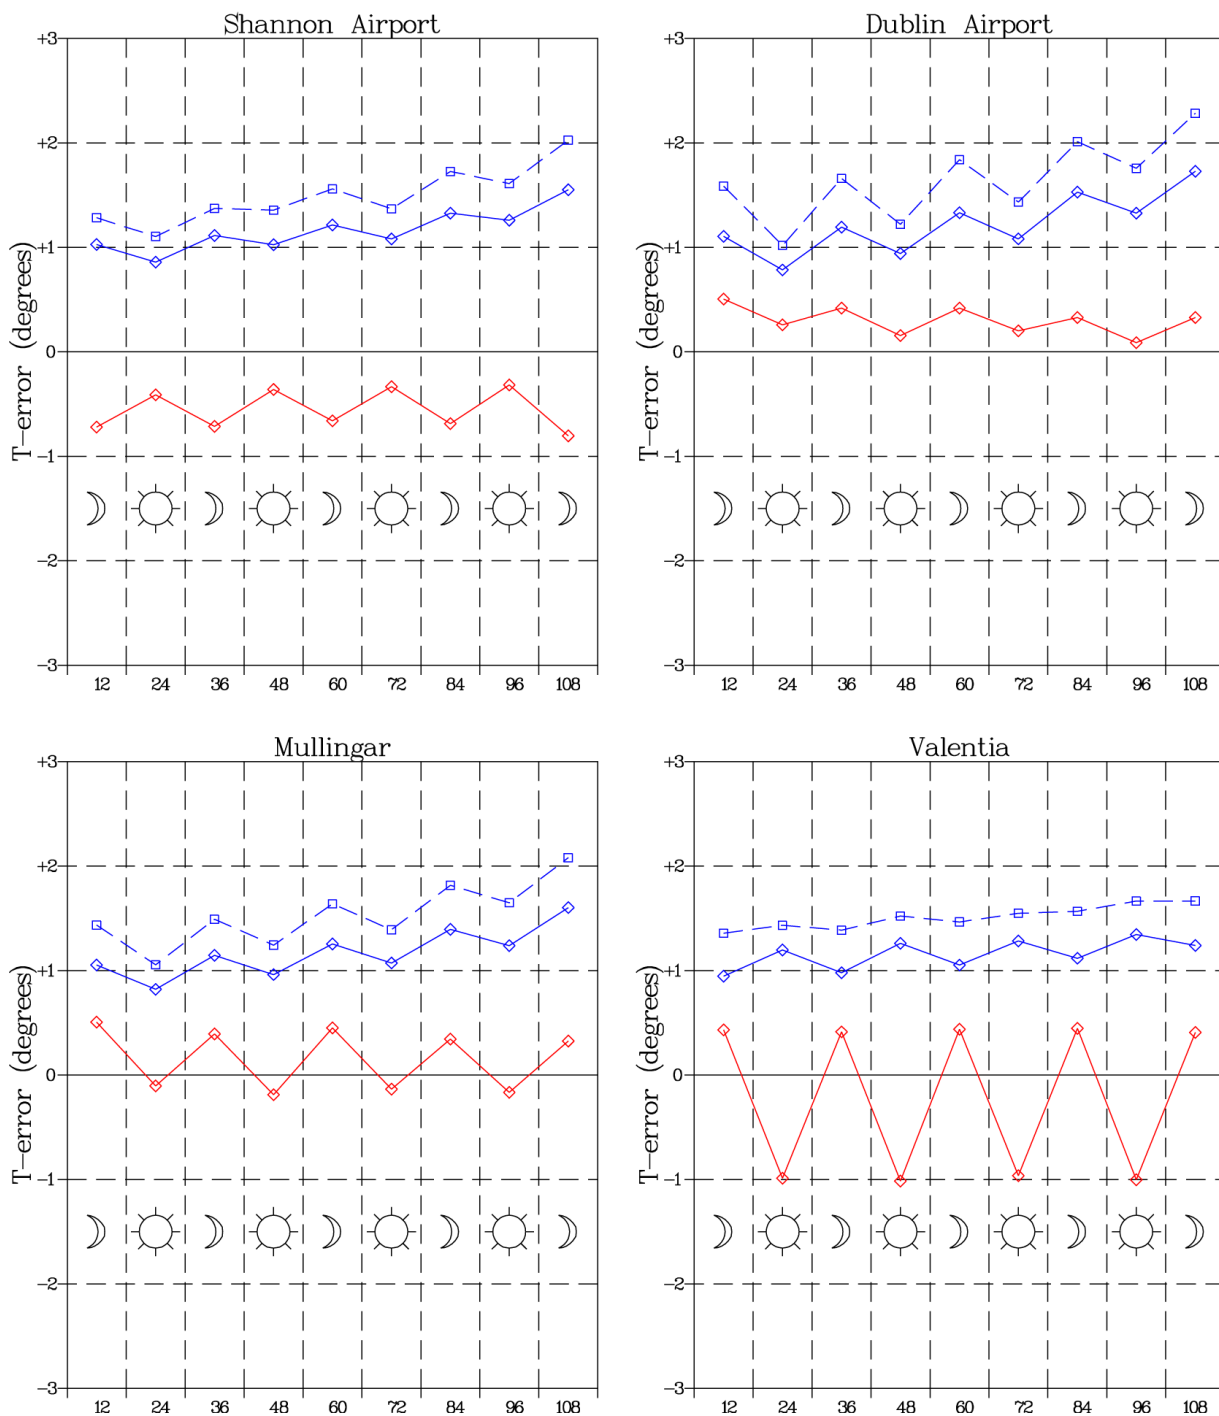 Shannon Airport
T-error (degrees)
+3
+2
+1
0
-1
-2
-3
12 24 36 48 60 72 84 96 108
Dublin Airport
T-error (degrees)
+3
+2
+1
0
-1
-2
-3
12 24 36 48 60 72 84 96 108
Mullingar
T-error (degrees)
+3
+2
+1
0
-1
-2
-3
12 24 36 48 60 72 84 96 108
Valentia
T-error (degrees)
+3
+2
+1
0
-1
-2
-3
12 24 36 48 60 72 84 96 108